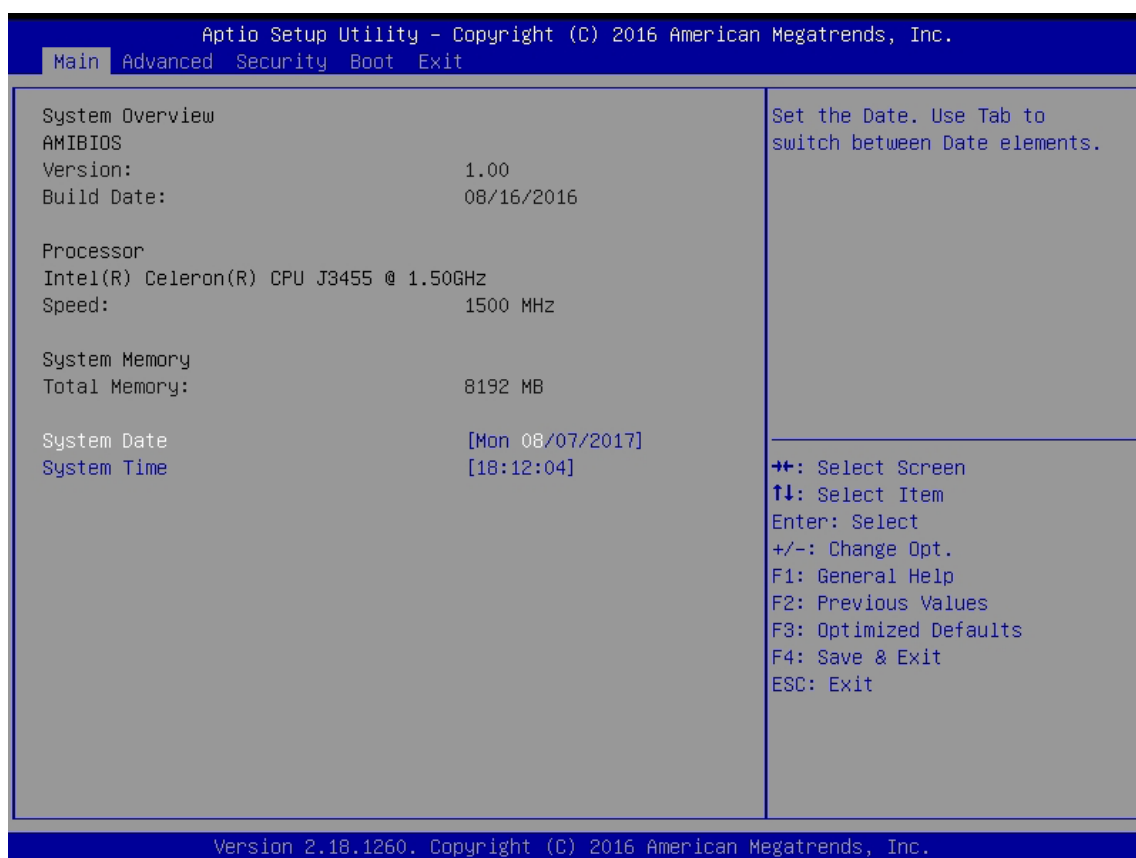 Aptio Setup Utility - Copyright (C) 2016 American Megatrends, Inc.
Main Advanced Security Boot Exit
System Overview
AMIBIOS
Version: 1.00
Build Date: 08/16/2016
Processor
Intel(R) Celeron(R) CPU J3455 @ 1.50GHz
Speed: 1500 MHz
System Memory
Total Memory: 8192 MB
System Date [Mon 08/07/2017]
System Time [18:12:04]
Set the Date. Use Tab to
switch between Date elements.
→←: Select Screen
↑↓: Select Item
Enter: Select
+/-: Change Opt.
F1: General Help
F2: Previous Values
F3: Optimized Defaults
F4: Save & Exit
ESC: Exit
Version 2.18.1260. Copyright (C) 2016 American Megatrends, Inc.